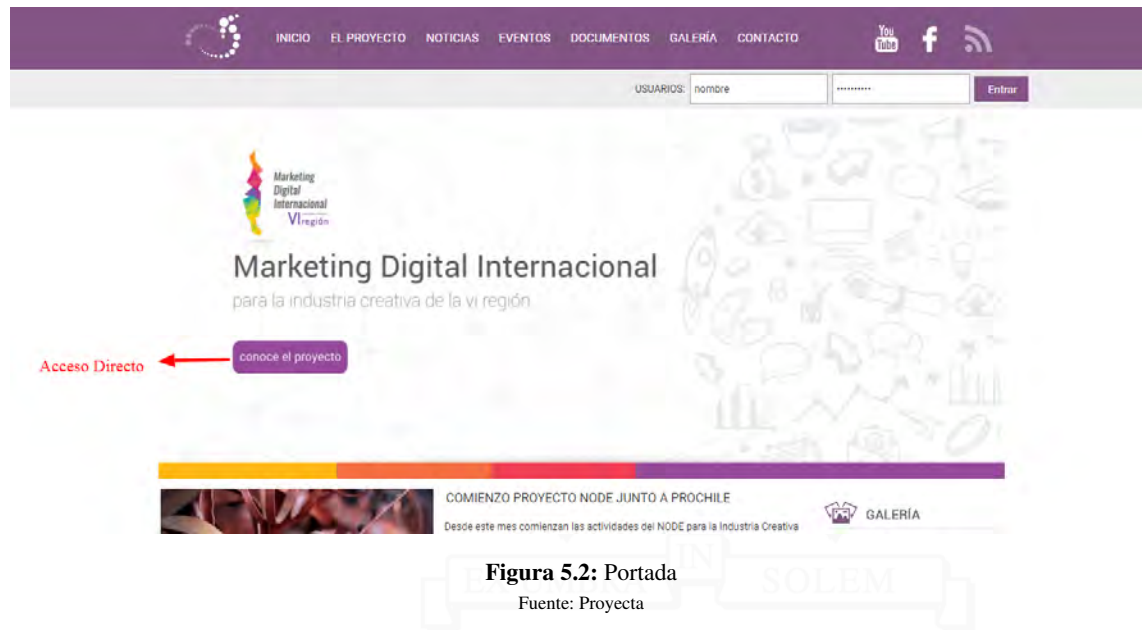 INICIO EL PROYECTO NOTICIAS EVENTOS DOCUMENTOS GALERÍA CONTACTO You Tube f
USUARIOS: nombre •••••••••• Entrar
Marketing
Digital
Internacional
VI región
Marketing Digital Internacional
para la industria creativa de la vi región
conoce el proyecto
Acceso Directo
COMIENZO PROYECTO NODE JUNTO A PROCHILE
Desde este mes comienzan las actividades del NODE para la Industria Creativa
GALERÍA
Figura 5.2: Portada
Fuente: Proyecta
IN
SOLEM